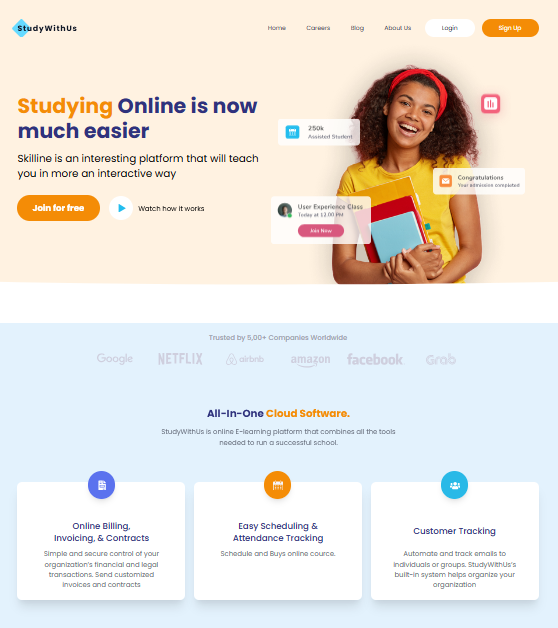 StudyWithUs
Home Careers Blog About Us Login Sign Up
Studying Online is now
much easier
Skilline is an interesting platform that will teach
you in more an interactive way
Join for free Watch how it works
250k
Assisted Student
Congratulations
Your admission completed
User Experience Class
Today at 12.00 PM
Join Now
Trusted by 5,00+ Companies Worldwide
Google NETFLIX airbnb amazon facebook Grab
All-In-One Cloud Software.
StudyWithUs is online E-learning platform that combines all the tools
needed to run a successful school.
Online Billing,
Invoicing, & Contracts
Simple and secure control of your
organization's financial and legal
transactions. Send customized
invoices and contracts
Easy Scheduling &
Attendance Tracking
Schedule and Buys online cource.
Customer Tracking
Automate and track emails to
individuals or groups. StudyWithUs's
built-in system helps organize your
organization